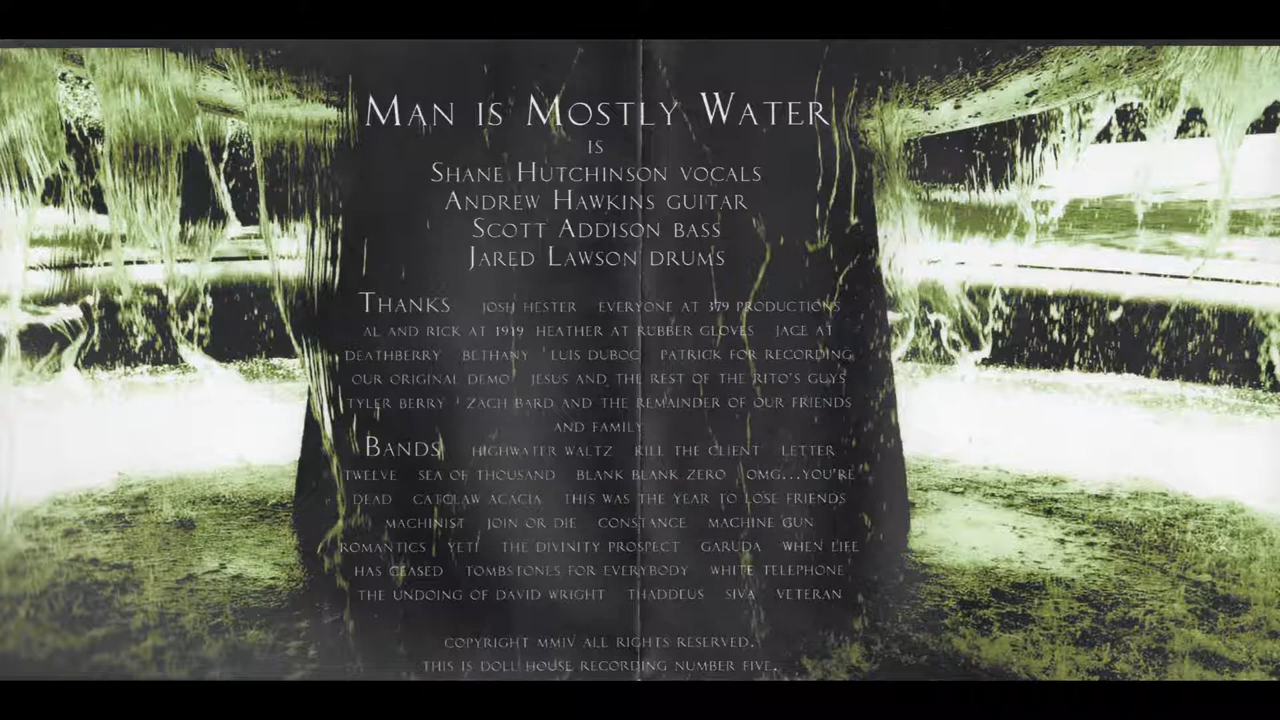 Man is Mostly Water
is
Shane Hutchinson vocals
Andrew Hawkins guitar
Scott Addison bass
Jared Lawson drums
Thanks josh hester everyone at 379 productions
al and rick at 1919 heather at rubber gloves jace at
deathberry bethany luis duboc patrick for recording
our original demo jesus and the rest of the rito's guys
tyler berry zach bard and the remainder of our friends
and family
Bands highwater waltz kill the client letter
twelve sea of thousand blank blank zero omg...you're
dead catclaw acacia this was the year to lose friends
machinist join or die constance machine gun
romantics yeti the divinity prospect garuda when life
has ceased tombstones for everybody white telephone
the undoing of david wright thaddeus siva veteran
copyright mmiv all rights reserved.
this is doll house recording number five.